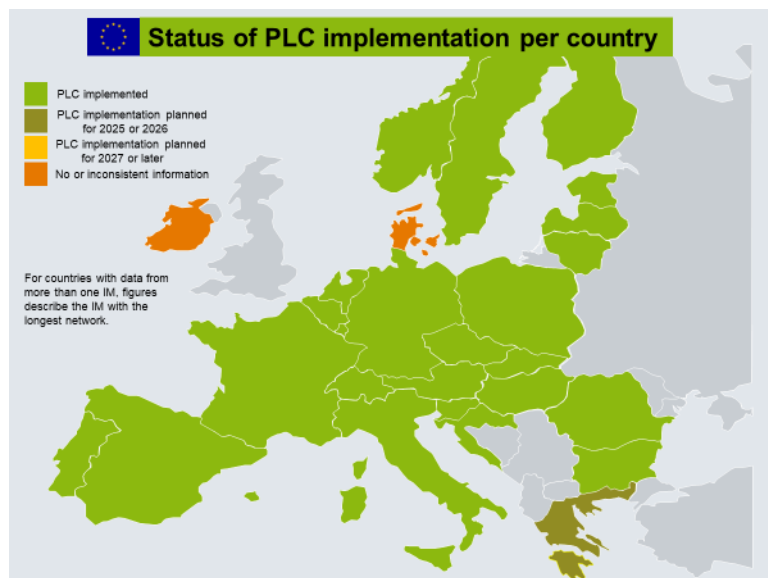 Status of PLC implementation per country
PLC implemented
PLC implementation planned
for 2025 or 2026
PLC implementation planned
for 2027 or later
No or inconsistent information
For countries with data from
more than one IM, figures
describe the IM with the
longest network.